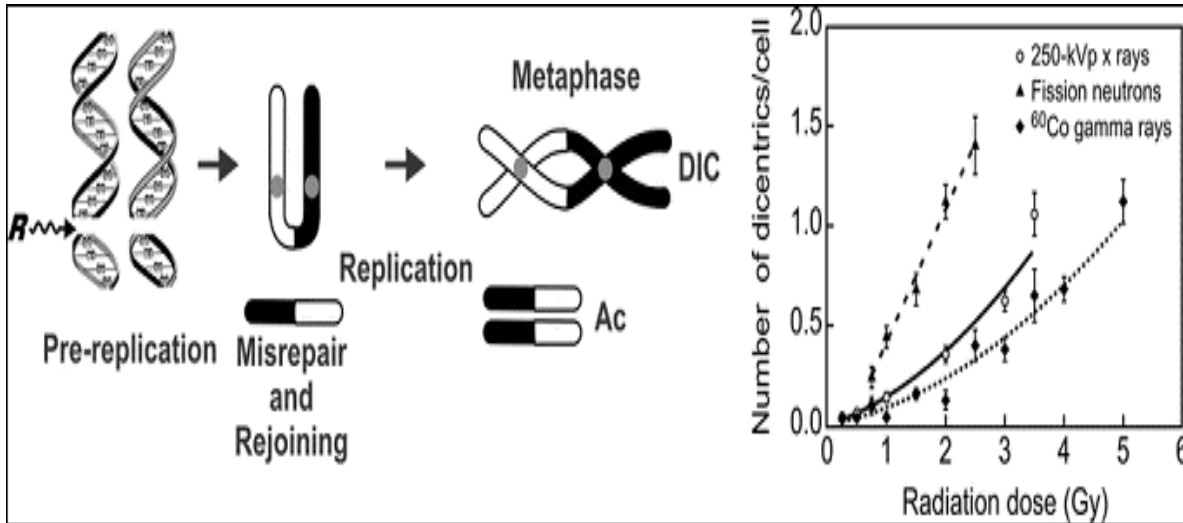 R
Pre-replication
Misrepair
and
Rejoining
Replication
Metaphase
DIC
Ac
Number of dicentrics/cell
2.0
1.5
1.0
0.5
0.0
250-kVp x rays
Fission neutrons
⁶⁰Co gamma rays
0 1 2 3 4 5 6
Radiation dose (Gy)